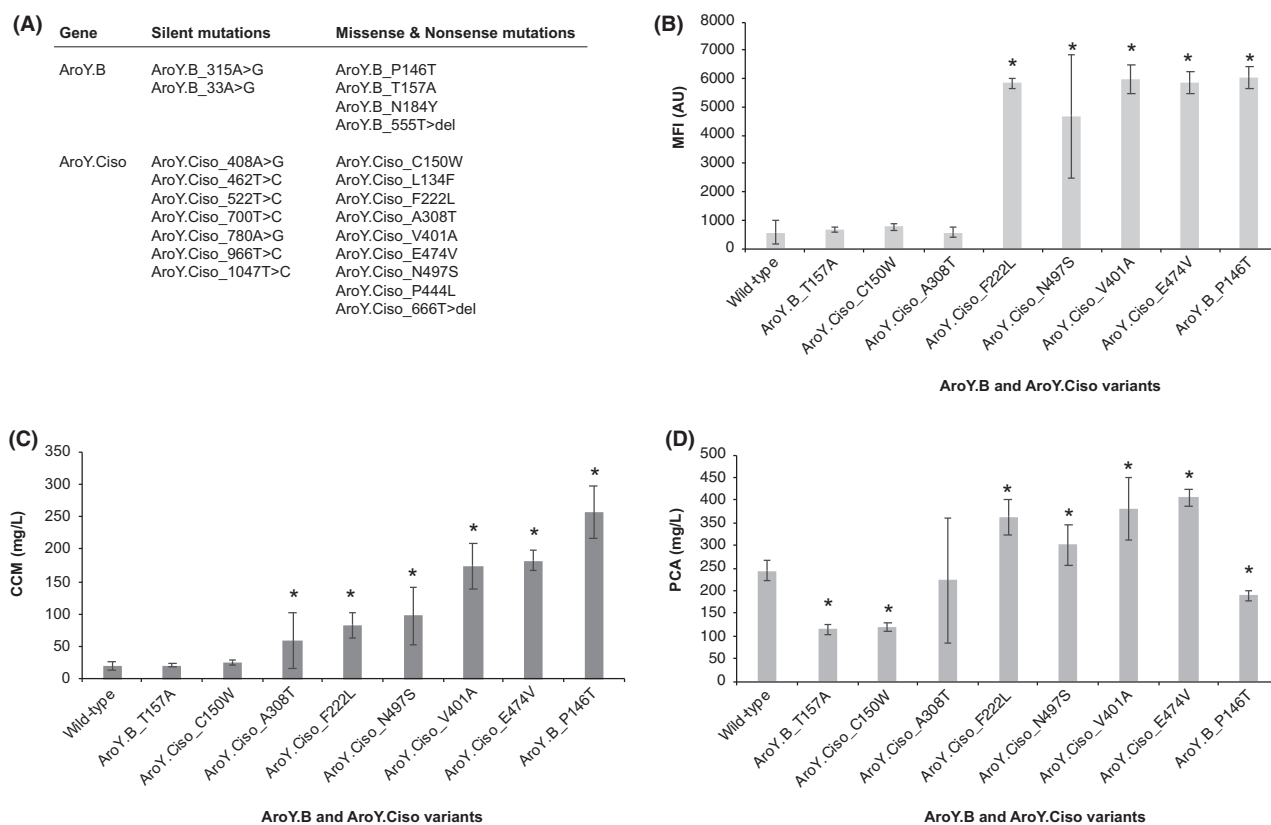 (A)
Gene Silent mutations Missense & Nonsense mutations
AroY.B AroY.B_315A>G AroY.B_P146T
AroY.B_33A>G AroY.B_T157A
AroY.B_N184Y
AroY.B_555T>del
AroY.Ciso AroY.Ciso_408A>G AroY.Ciso_C150W
AroY.Ciso_462T>C AroY.Ciso_L134F
AroY.Ciso_522T>C AroY.Ciso_F222L
AroY.Ciso_700T>C AroY.Ciso_A308T
AroY.Ciso_780A>G AroY.Ciso_V401A
AroY.Ciso_966T>C AroY.Ciso_E474V
AroY.Ciso_1047T>C AroY.Ciso_N497S
AroY.Ciso_P444L
AroY.Ciso_666T>del
(B)
MFI (AU)
8000
7000
6000
5000
4000
3000
2000
1000
0
* * * * *
Wild-type
AroY.B_T157A
AroY.Ciso_C150W
AroY.Ciso_A308T
AroY.Ciso_F222L
AroY.Ciso_N497S
AroY.Ciso_V401A
AroY.Ciso_E474V
AroY.B_P146T
AroY.B and AroY.Ciso variants
(C)
CCM (mg/L)
350
300
250
200
150
100
50
0
* * * * * *
Wild-type
AroY.B_T157A
AroY.Ciso_C150W
AroY.Ciso_A308T
AroY.Ciso_F222L
AroY.Ciso_N497S
AroY.Ciso_V401A
AroY.Ciso_E474V
AroY.B_P146T
AroY.B and AroY.Ciso variants
(D)
PCA (mg/L)
500
450
400
350
300
250
200
150
100
50
0
* * * * * * *
Wild-type
AroY.B_T157A
AroY.Ciso_C150W
AroY.Ciso_A308T
AroY.Ciso_F222L
AroY.Ciso_N497S
AroY.Ciso_V401A
AroY.Ciso_E474V
AroY.B_P146T
AroY.B and AroY.Ciso variants